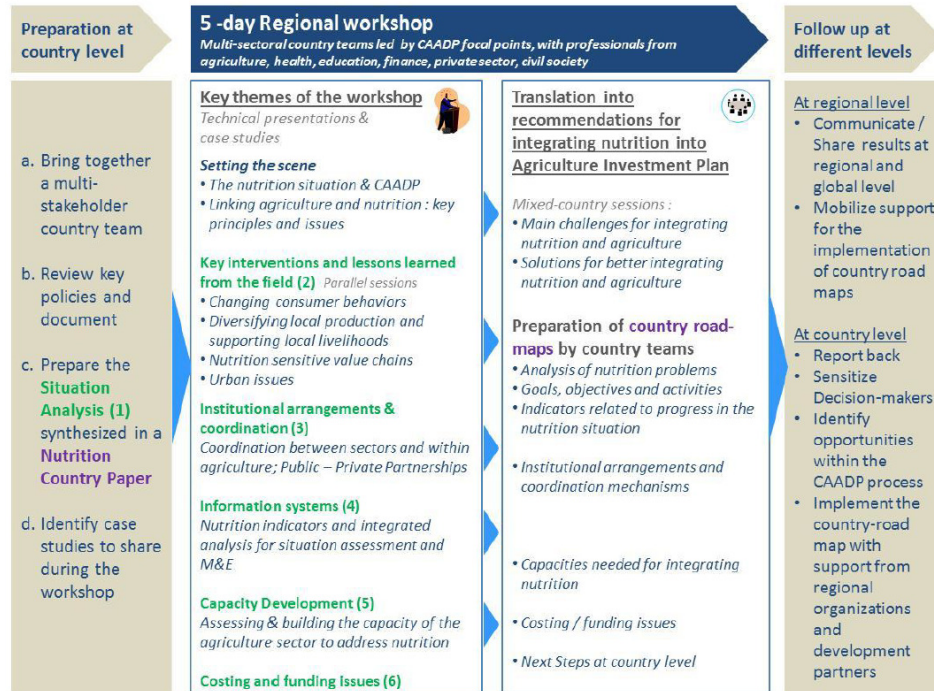 Preparation at
country level
a. Bring together
a multi-
stakeholder
country team
b. Review key
policies and
document
c. Prepare the
Situation
Analysis (1)
synthesized in a
Nutrition
Country Paper
d. Identify case
studies to share
during the
workshop
5 -day Regional workshop
Multi-sectoral country teams led by CAADP focal points, with professionals from
agriculture, health, education, finance, private sector, civil society
Key themes of the workshop
Technical presentations &
case studies
Setting the scene
• The nutrition situation & CAADP
• Linking agriculture and nutrition : key
principles and issues
Key interventions and lessons learned
from the field (2) Parallel sessions
• Changing consumer behaviors
• Diversifying local production and
supporting local livelihoods
• Nutrition sensitive value chains
• Urban issues
Institutional arrangements &
coordination (3)
Coordination between sectors and within
agriculture; Public – Private Partnerships
Information systems (4)
Nutrition indicators and integrated
analysis for situation assessment and
M&E
Capacity Development (5)
Assessing & building the capacity of the
agriculture sector to address nutrition
Costing and funding issues (6)
Translation into
recommendations for
integrating nutrition into
Agriculture Investment Plan
Mixed-country sessions :
• Main challenges for integrating
nutrition and agriculture
• Solutions for better integrating
nutrition and agriculture
Preparation of country road-
maps by country teams
• Analysis of nutrition problems
• Goals, objectives and activities
• Indicators related to progress in the
nutrition situation
• Institutional arrangements and
coordination mechanisms
• Capacities needed for integrating
nutrition
• Costing / funding issues
• Next Steps at country level
Follow up at
different levels
At regional level
• Communicate /
Share results at
regional and
global level
• Mobilize support
for the
implementation
of country road
maps
At country level
• Report back
• Sensitize
Decision-makers
• Identify
opportunities
within the
CAADP process
• Implement the
country-road
map with
support from
regional
organizations
and
development
partners